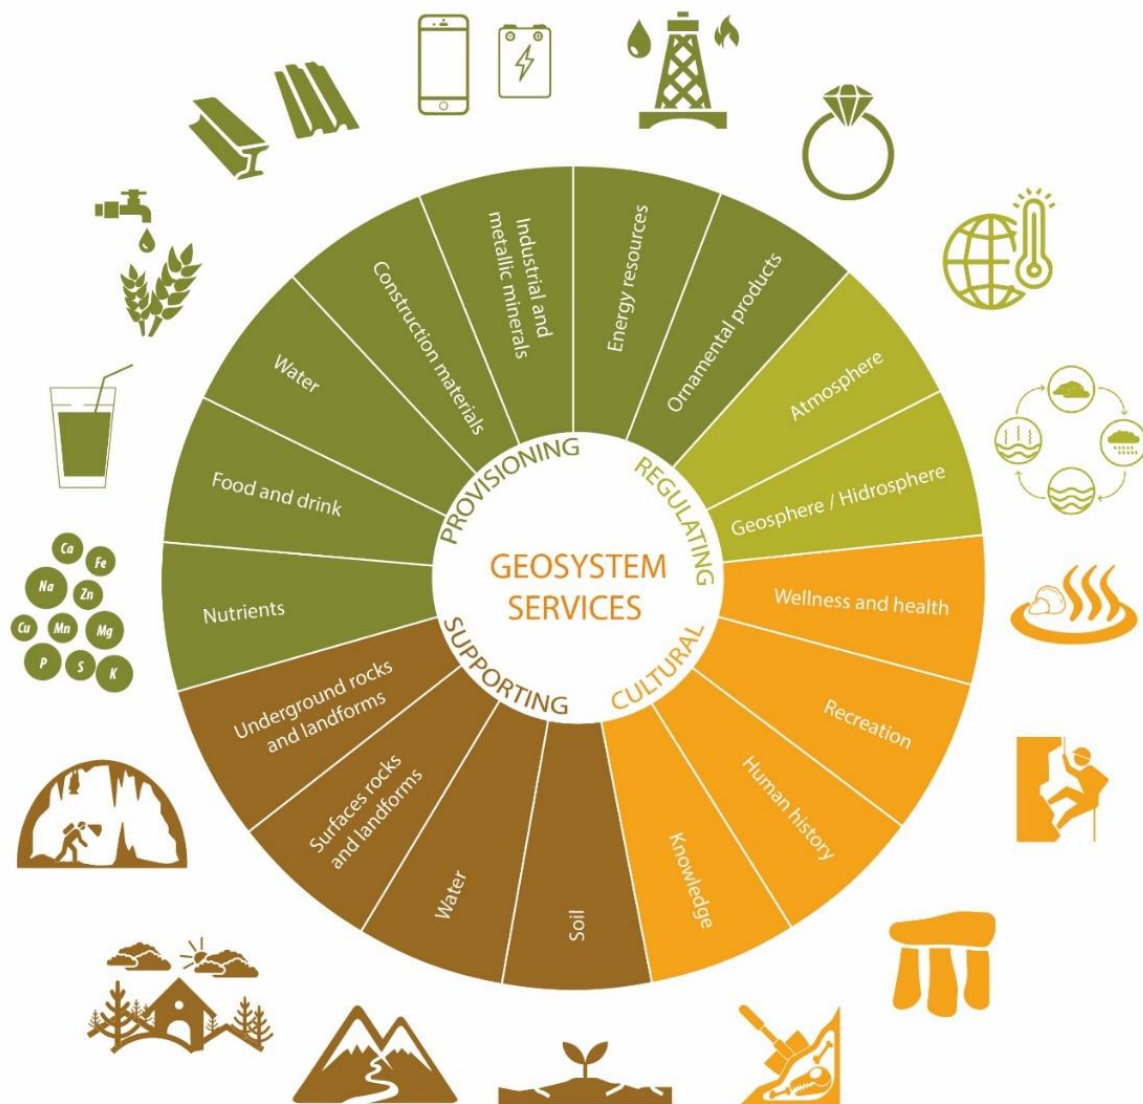 GEOSYSTEM
SERVICES
PROVISIONING
REGULATING
CULTURAL
SUPPORTING
Nutrients
Food and drink
Water
Construction materials
Industrial and
metallic minerals
Energy resources
Ornamental products
Atmosphere
Geosphere / Hidrosphere
Wellness and health
Recreation
Human history
Knowledge
Soil
Water
Surfaces rocks
and landforms
Underground rocks
and landforms
Ca
Fe
Na
Zn
Cu
Mn
Mg
P
S
K